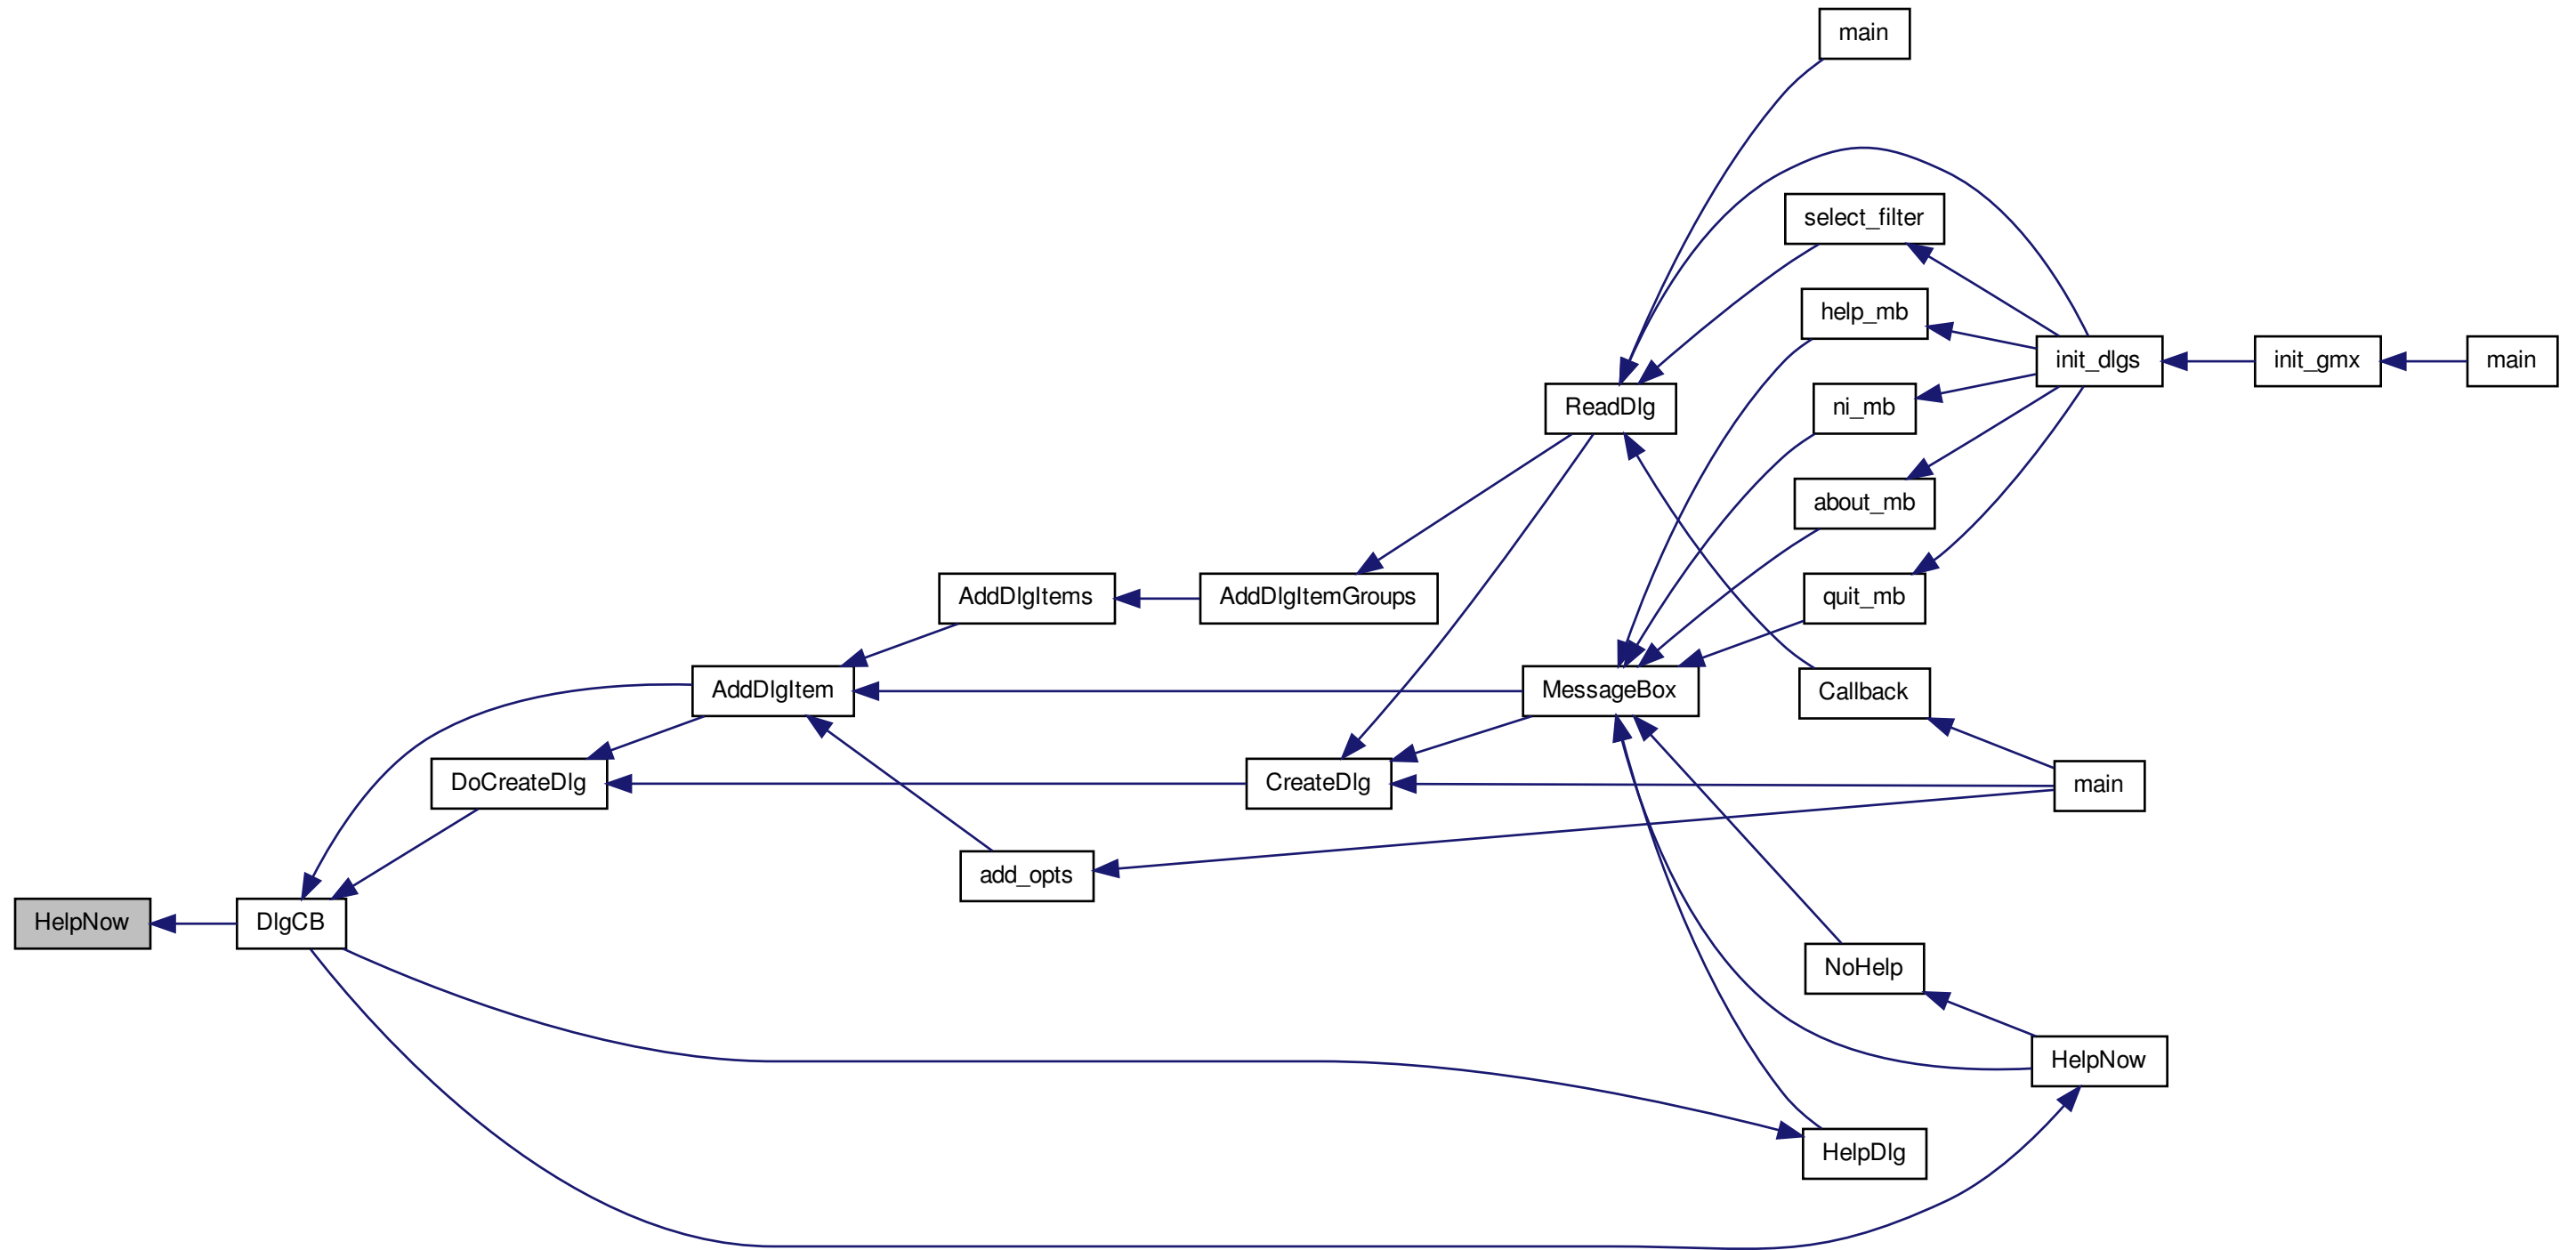 main
select_filter
help_mb
init_dlgs
init_gmx
main
ReadDlg
ni_mb
about_mb
AddDlgItems
AddDlgItemGroups
quit_mb
AddDlgItem
MessageBox
Callback
DoCreateDlg
CreateDlg
main
add_opts
HelpNow
DlgCB
NoHelp
HelpNow
HelpDlg